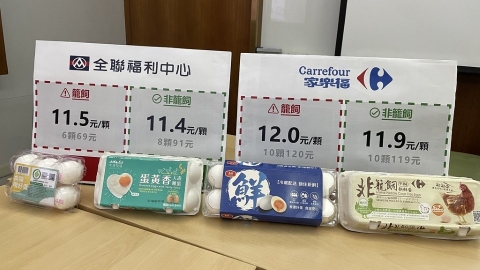 全聯福利中心
籠飼
11.5元/顆
6顆69元
非籠飼
11.4元/顆
8顆91元
Carrefour
家樂福
籠飼
12.0元/顆
10顆120元
非籠飼
11.9元/顆
10顆119元
蛋黃香
鮮
非籠飼